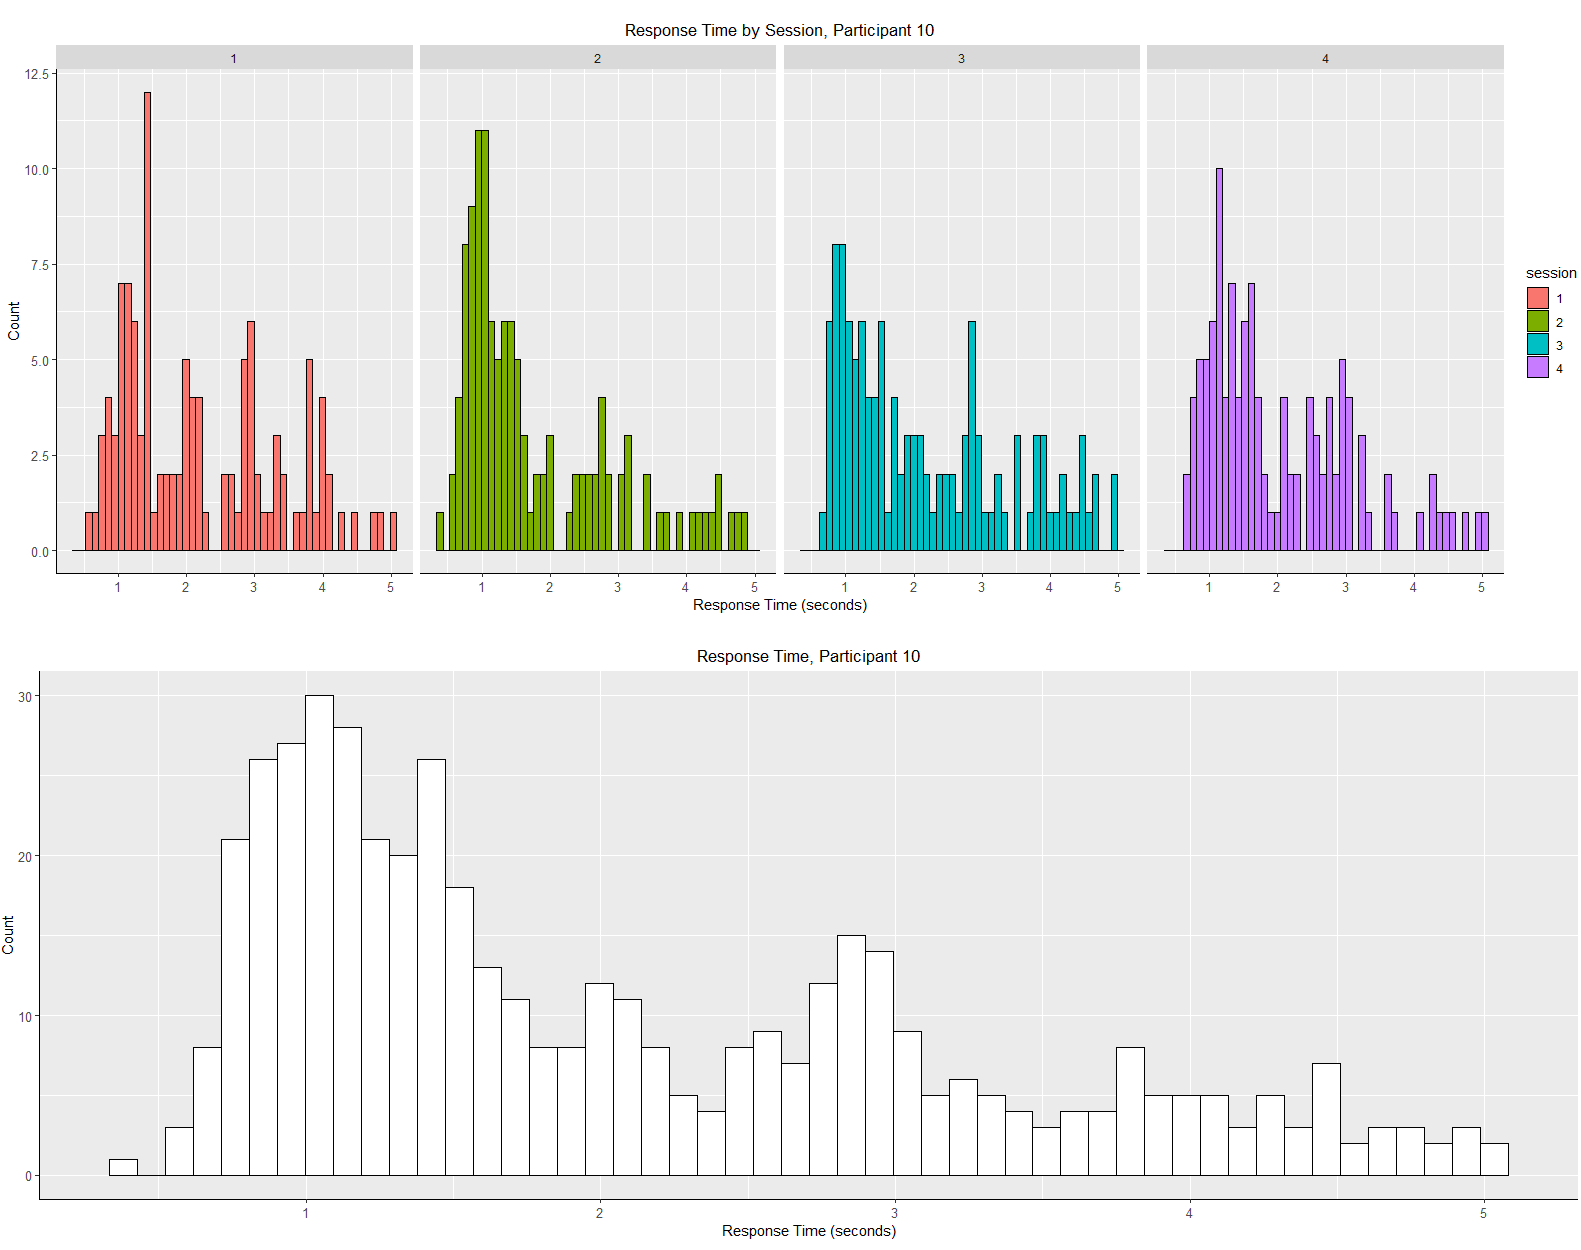 Response Time by Session, Participant 10
1 2 3 4
12.5
10.0
7.5
5.0
2.5
0.0
Count
1 2 3 4 5 1 2 3 4 5 1 2 3 4 5 1 2 3 4 5
Response Time (seconds)
session
1
2
3
4
Response Time, Participant 10
30
20
10
0
Count
1 2 3 4 5
Response Time (seconds)